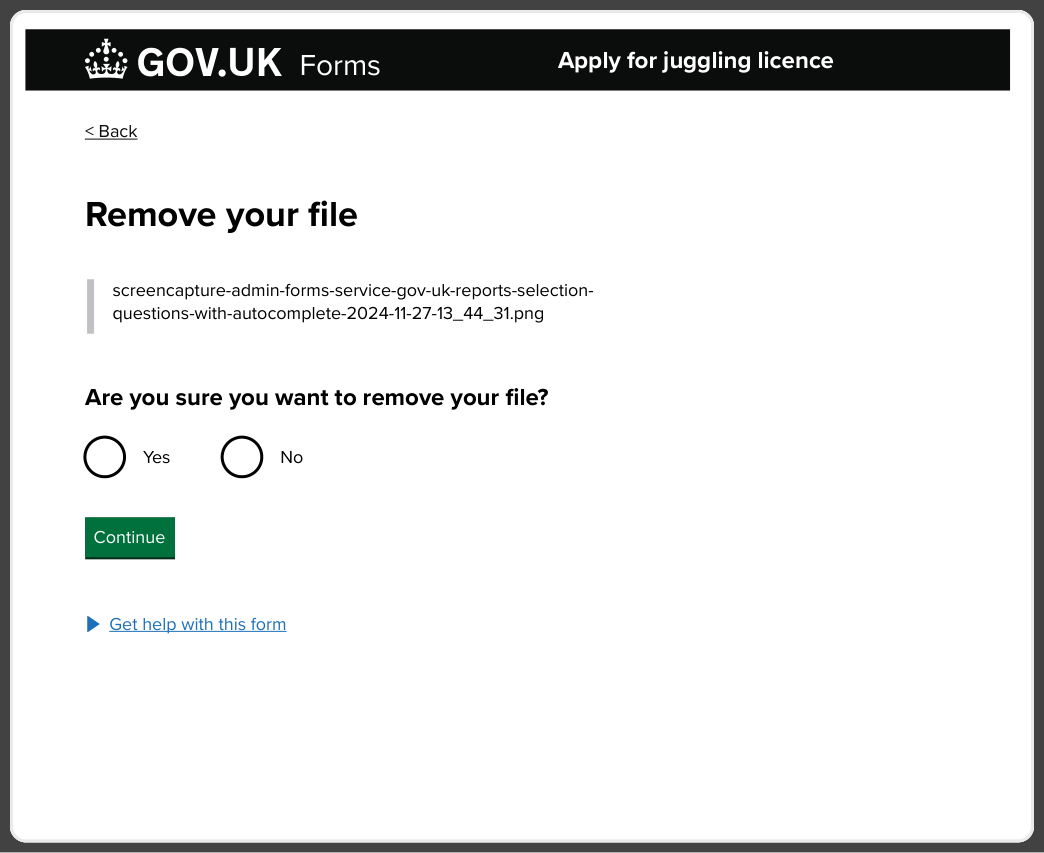 GOV.UK Forms
Apply for juggling licence
< Back
Remove your file
screencapture-admin-forms-service-gov-uk-reports-selection-
questions-with-autocomplete-2024-11-27-13_44_31.png
Are you sure you want to remove your file?
Yes
No
Continue
Get help with this form